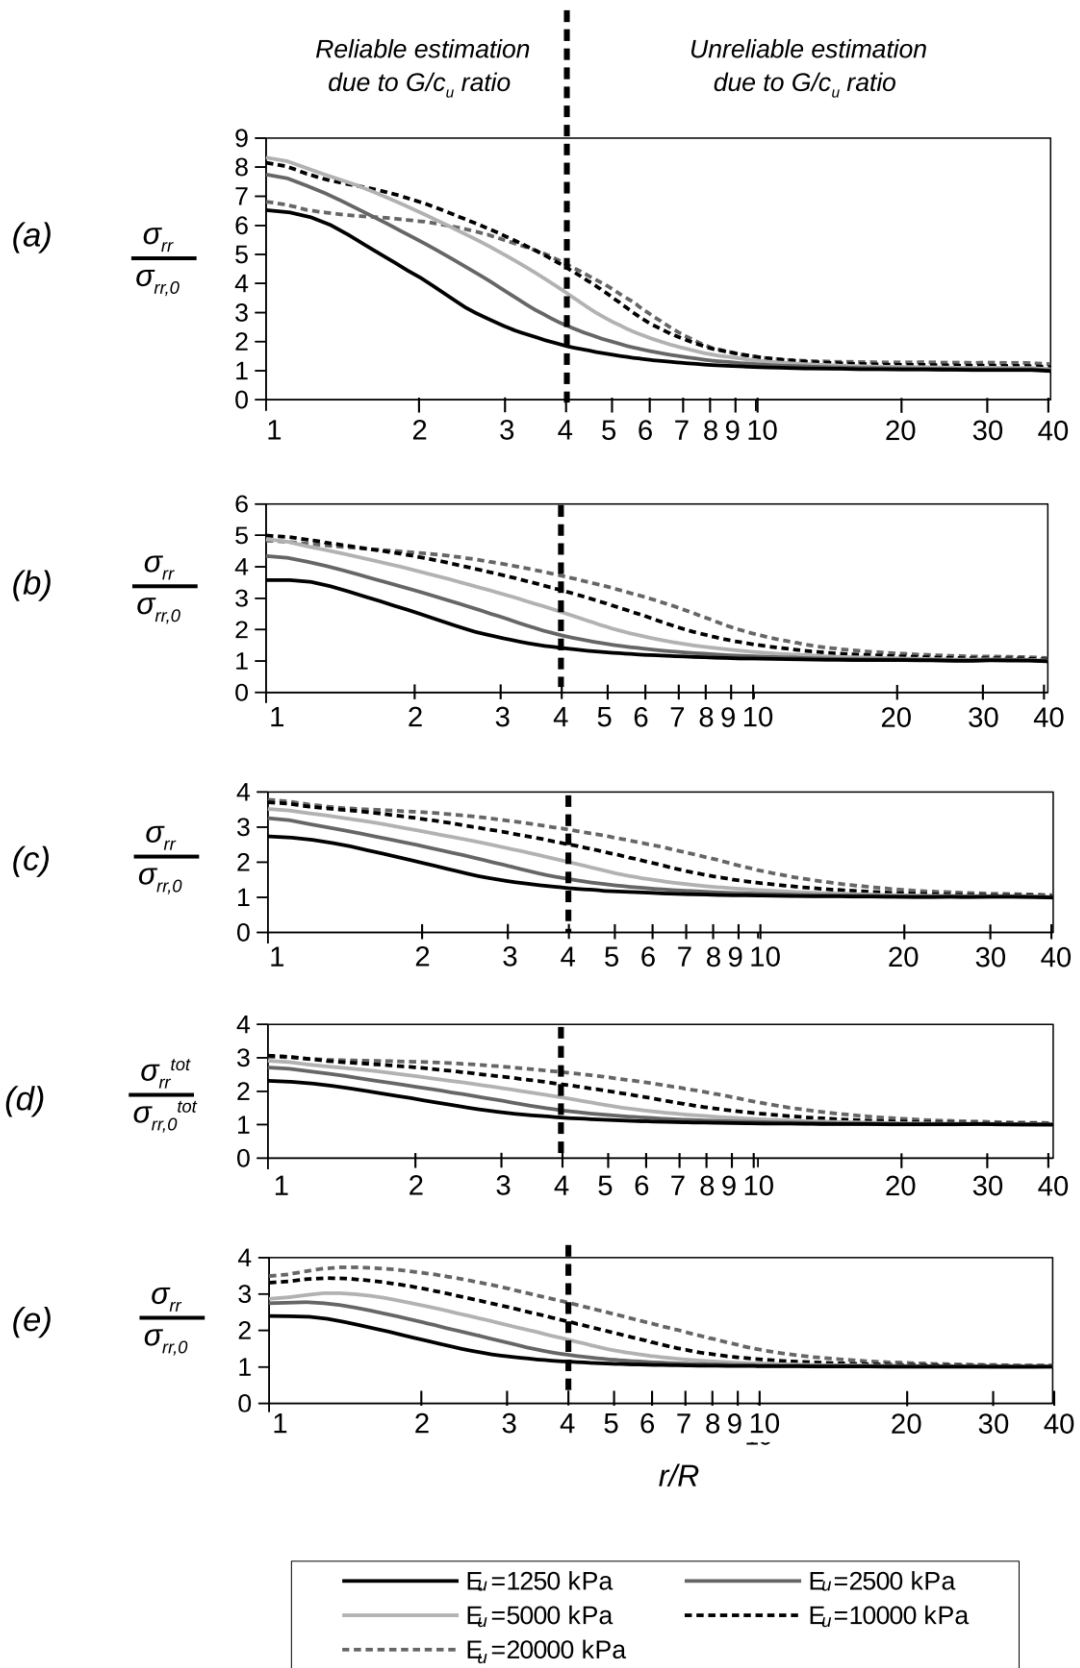 Reliable estimation Unreliable estimation
due to G/cu ratio due to G/cu ratio
(a) σrr σrr,0
9
8
7
6
5
4
3
2
1
0
1 2 3 4 5 6 7 8 9 10 20 30 40
(b) σrr σrr,0
6
5
4
3
2
1
0
1 2 3 4 5 6 7 8 9 10 20 30 40
(c) σrr σrr,0
4
3
2
1
0
1 2 3 4 5 6 7 8 9 10 20 30 40
(d) σrr tot σrr,0 tot
4
3
2
1
0
1 2 3 4 5 6 7 8 9 10 20 30 40
(e) σrr σrr,0
4
3
2
1
0
1 2 3 4 5 6 7 8 9 10 20 30 40
r/R
Eu=1250 kPa Eu=2500 kPa
Eu=5000 kPa Eu=10000 kPa
Eu=20000 kPa